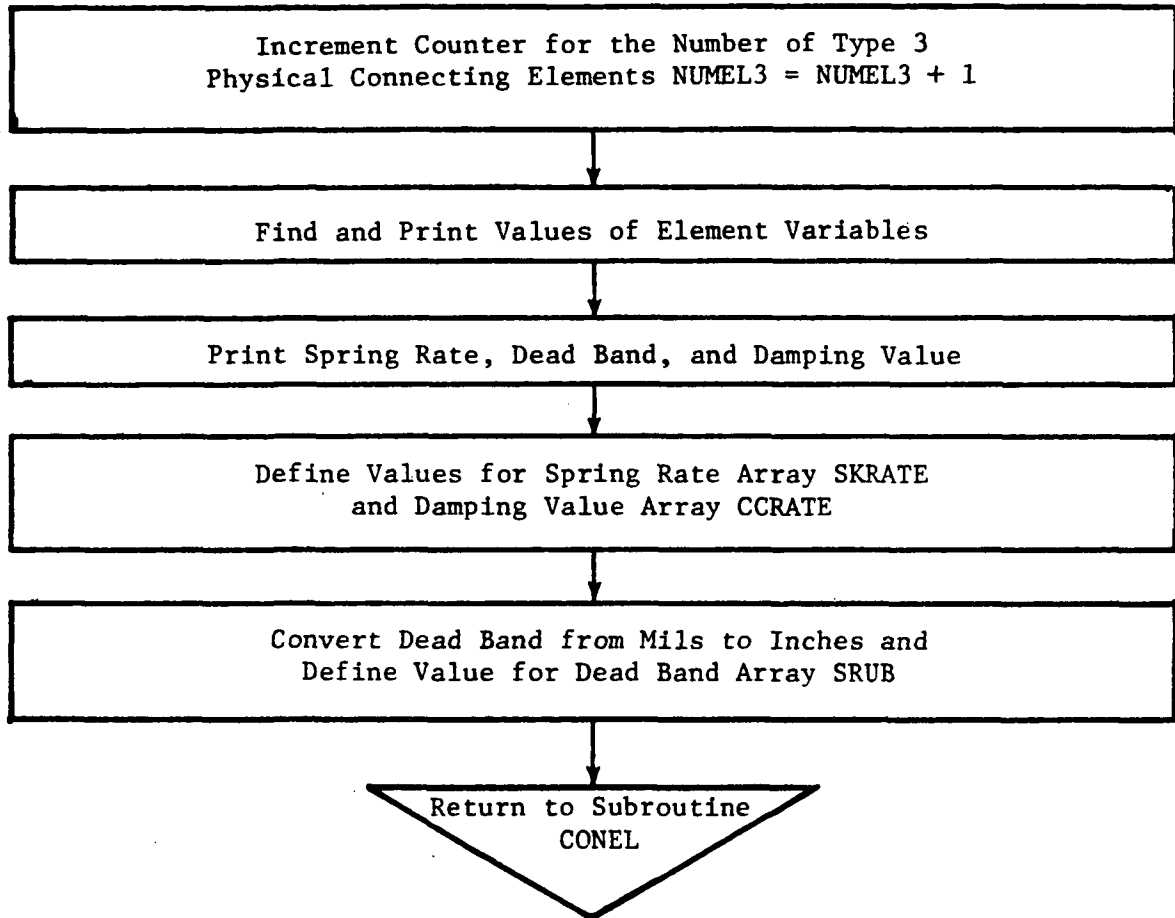 Increment Counter for the Number of Type 3
Physical Connecting Elements NUMEL3 = NUMEL3 + 1
Find and Print Values of Element Variables
Print Spring Rate, Dead Band, and Damping Value
Define Values for Spring Rate Array SKRATE
and Damping Value Array CCRATE
Convert Dead Band from Mils to Inches and
Define Value for Dead Band Array SRUB
Return to Subroutine
CONEL